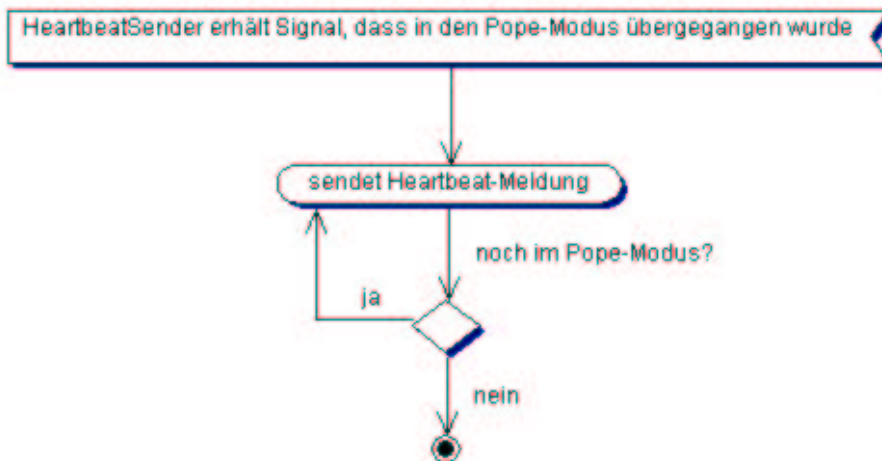 HeartbeatSender erhält Signal, dass in den Pope-Modus übergegangen wurde
sendet Heartbeat-Meldung
noch im Pope-Modus?
ja
nein